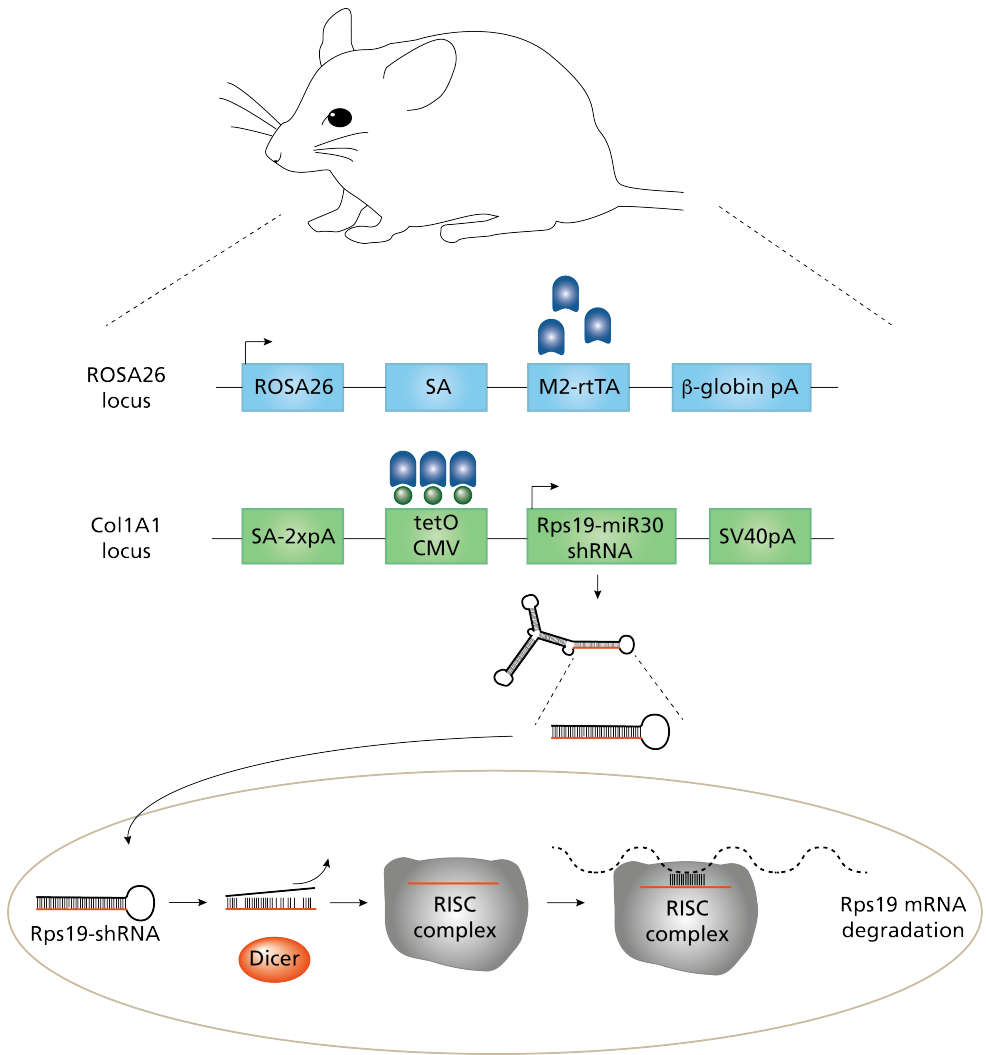 ROSA26
locus
ROSA26
SA
M2-rtTA
β-globin pA
Col1A1
locus
SA-2xpA
tetO
CMV
Rps19-miR30
shRNA
SV40pA
Rps19-shRNA
Dicer
RISC
complex
RISC
complex
Rps19 mRNA
degradation